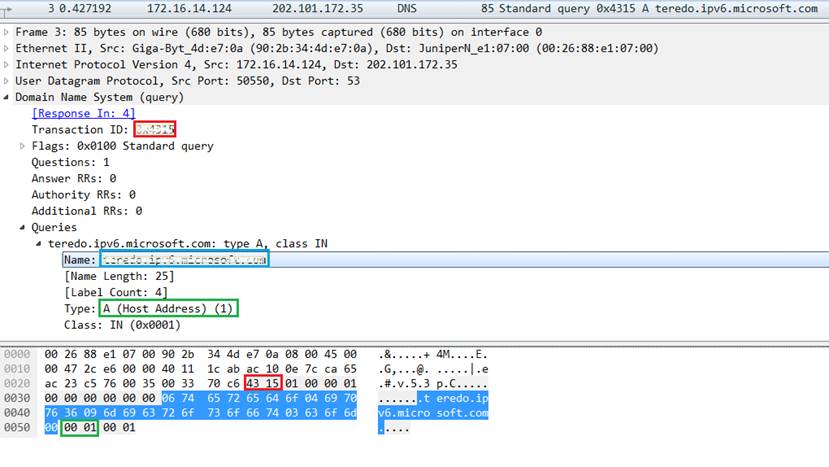 3 0.427192 172.16.14.124 202.101.172.35 DNS 85 Standard query 0x4315 A teredo.ipv6.microsoft.com
Frame 3: 85 bytes on wire (680 bits), 85 bytes captured (680 bits) on interface 0
Ethernet II, Src: Giga-Byt_4d:e7:0a (90:2b:34:4d:e7:0a), Dst: JuniperN_e1:07:00 (00:26:88:e1:07:00)
Internet Protocol Version 4, Src: 172.16.14.124, Dst: 202.101.172.35
User Datagram Protocol, Src Port: 50550, Dst Port: 53
Domain Name System (query)
[Response In: 4]
Transaction ID: 0x4315
Flags: 0x0100 Standard query
Questions: 1
Answer RRs: 0
Authority RRs: 0
Additional RRs: 0
Queries
teredo.ipv6.microsoft.com: type A, class IN
Name: teredo.ipv6.microsoft.com
[Name Length: 25]
[Label Count: 4]
Type: A (Host Address) (1)
Class: IN (0x0001)
0000 00 26 88 e1 07 00 90 2b 34 4d e7 0a 08 00 45 00 .&.....+ 4M....E.
0010 00 47 2c e6 00 00 40 11 1c ab ac 10 0e 7c ca 65 .G,...@. .....|.e
0020 ac 23 c5 76 00 35 00 33 70 c6 43 15 01 00 00 01 .#.v.5.3 p.C.....
0030 00 00 00 00 00 00 06 74 65 72 65 64 6f 04 69 70 .......t eredo.ip
0040 76 36 09 6d 69 63 72 6f 73 6f 66 74 03 63 6f 6d v6.micro soft.com
0050 00 00 01 00 01 .....